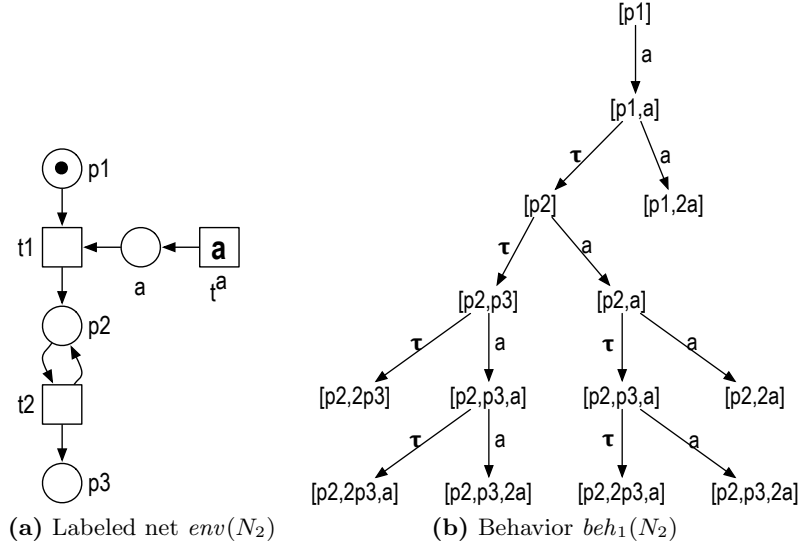 [p1]
a
[p1,a]
τ
a
[p2]
[p1,2a]
τ
a
[p2,p3]
[p2,a]
τ
a
τ
a
[p2,2p3]
[p2,p3,a]
[p2,p3,a]
[p2,2a]
τ
a
τ
a
[p2,2p3,a]
[p2,p3,2a]
[p2,2p3,a]
[p2,p3,2a]
p1
t1
a
a
tᵃ
p2
t2
p3
(a) Labeled net env(N₂)
(b) Behavior beh₁(N₂)